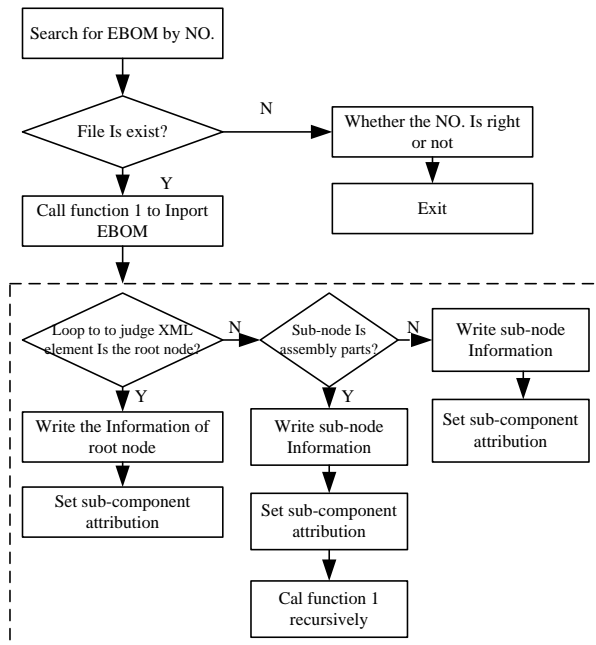 Search for EBOM by NO.
File Is exist?
N
Whether the NO. Is right
or not
Exit
Y
Call function 1 to Inport
EBOM
Loop to to judge XML
element Is the root node?
N
Sub-node Is
assembly parts?
N
Write sub-node
Information
Set sub-component
attribution
Y
Write the Information of
root node
Set sub-component
attribution
Y
Write sub-node
Information
Set sub-component
attribution
Cal function 1
recursively